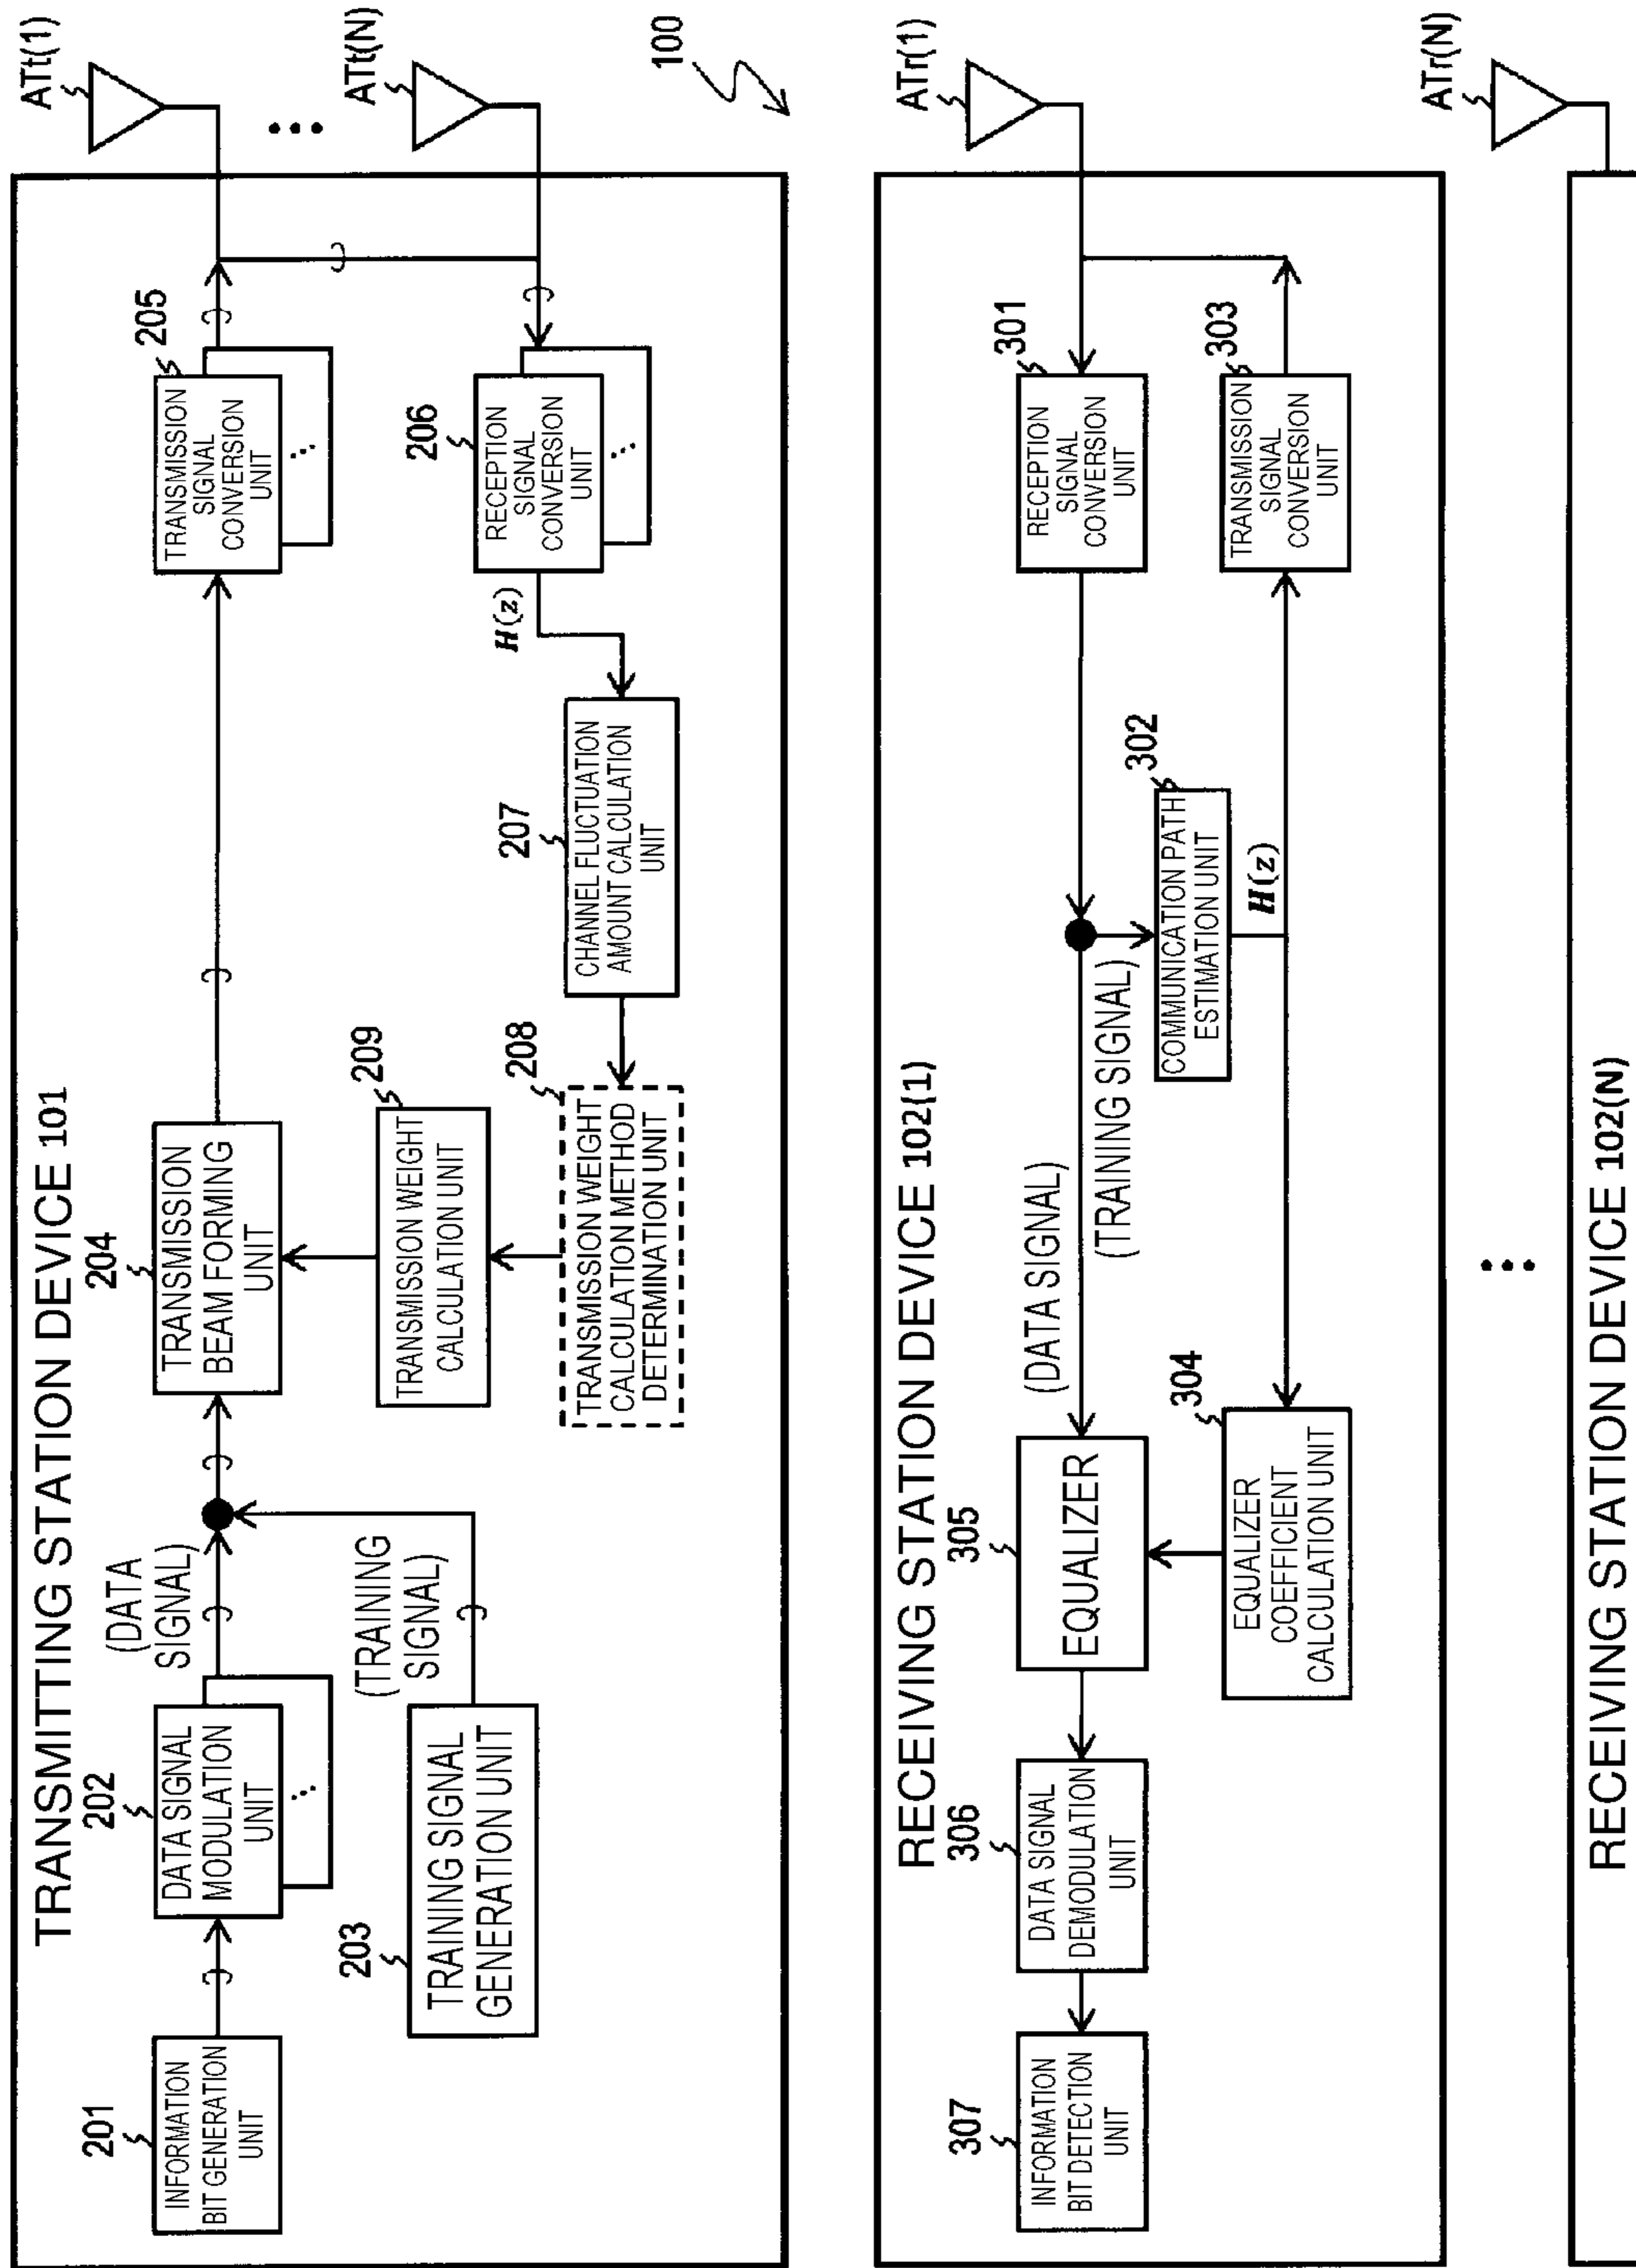 TRANSMITTING STATION DEVICE 101
201
INFORMATION
BIT GENERATION
UNIT
202
DATA SIGNAL
MODULATION
UNIT
(DATA
SIGNAL)
203
TRAINING SIGNAL
GENERATION UNIT
(TRAINING
SIGNAL)
204
TRANSMISSION
BEAM FORMING
UNIT
209
TRANSMISSION WEIGHT
CALCULATION UNIT
208
TRANSMISSION WEIGHT
CALCULATION METHOD
DETERMINATION UNIT
207
CHANNEL FLUCTUATION
AMOUNT CALCULATION
UNIT
205
TRANSMISSION
SIGNAL
CONVERSION
UNIT
206
RECEPTION
SIGNAL
CONVERSION
UNIT
H(z)
ATt(1)
ATt(N)
100
RECEIVING STATION DEVICE 102(1)
307
INFORMATION
BIT DETECTION
UNIT
306
DATA SIGNAL
DEMODULATION
UNIT
305
EQUALIZER
304
EQUALIZER
COEFFICIENT
CALCULATION UNIT
(DATA SIGNAL)
(TRAINING SIGNAL)
302
COMMUNICATION PATH
ESTIMATION UNIT
H(z)
301
RECEPTION
SIGNAL
CONVERSION
UNIT
303
TRANSMISSION
SIGNAL
CONVERSION
UNIT
ATr(1)
RECEIVING STATION DEVICE 102(N)
ATr(N)